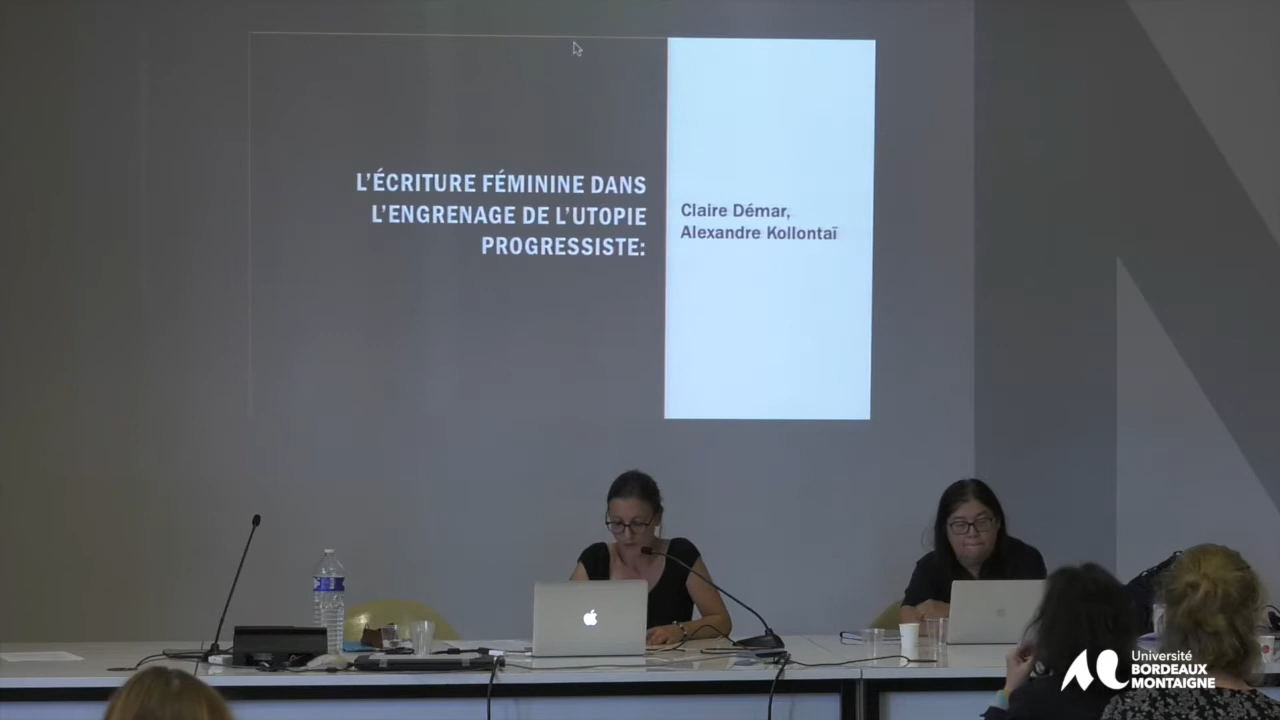 L'ÉCRITURE FÉMININE DANS
L'ENGRENAGE DE L'UTOPIE
PROGRESSISTE:
Claire Démar,
Alexandre Kollontaï
Université
BORDEAUX
MONTAIGNE